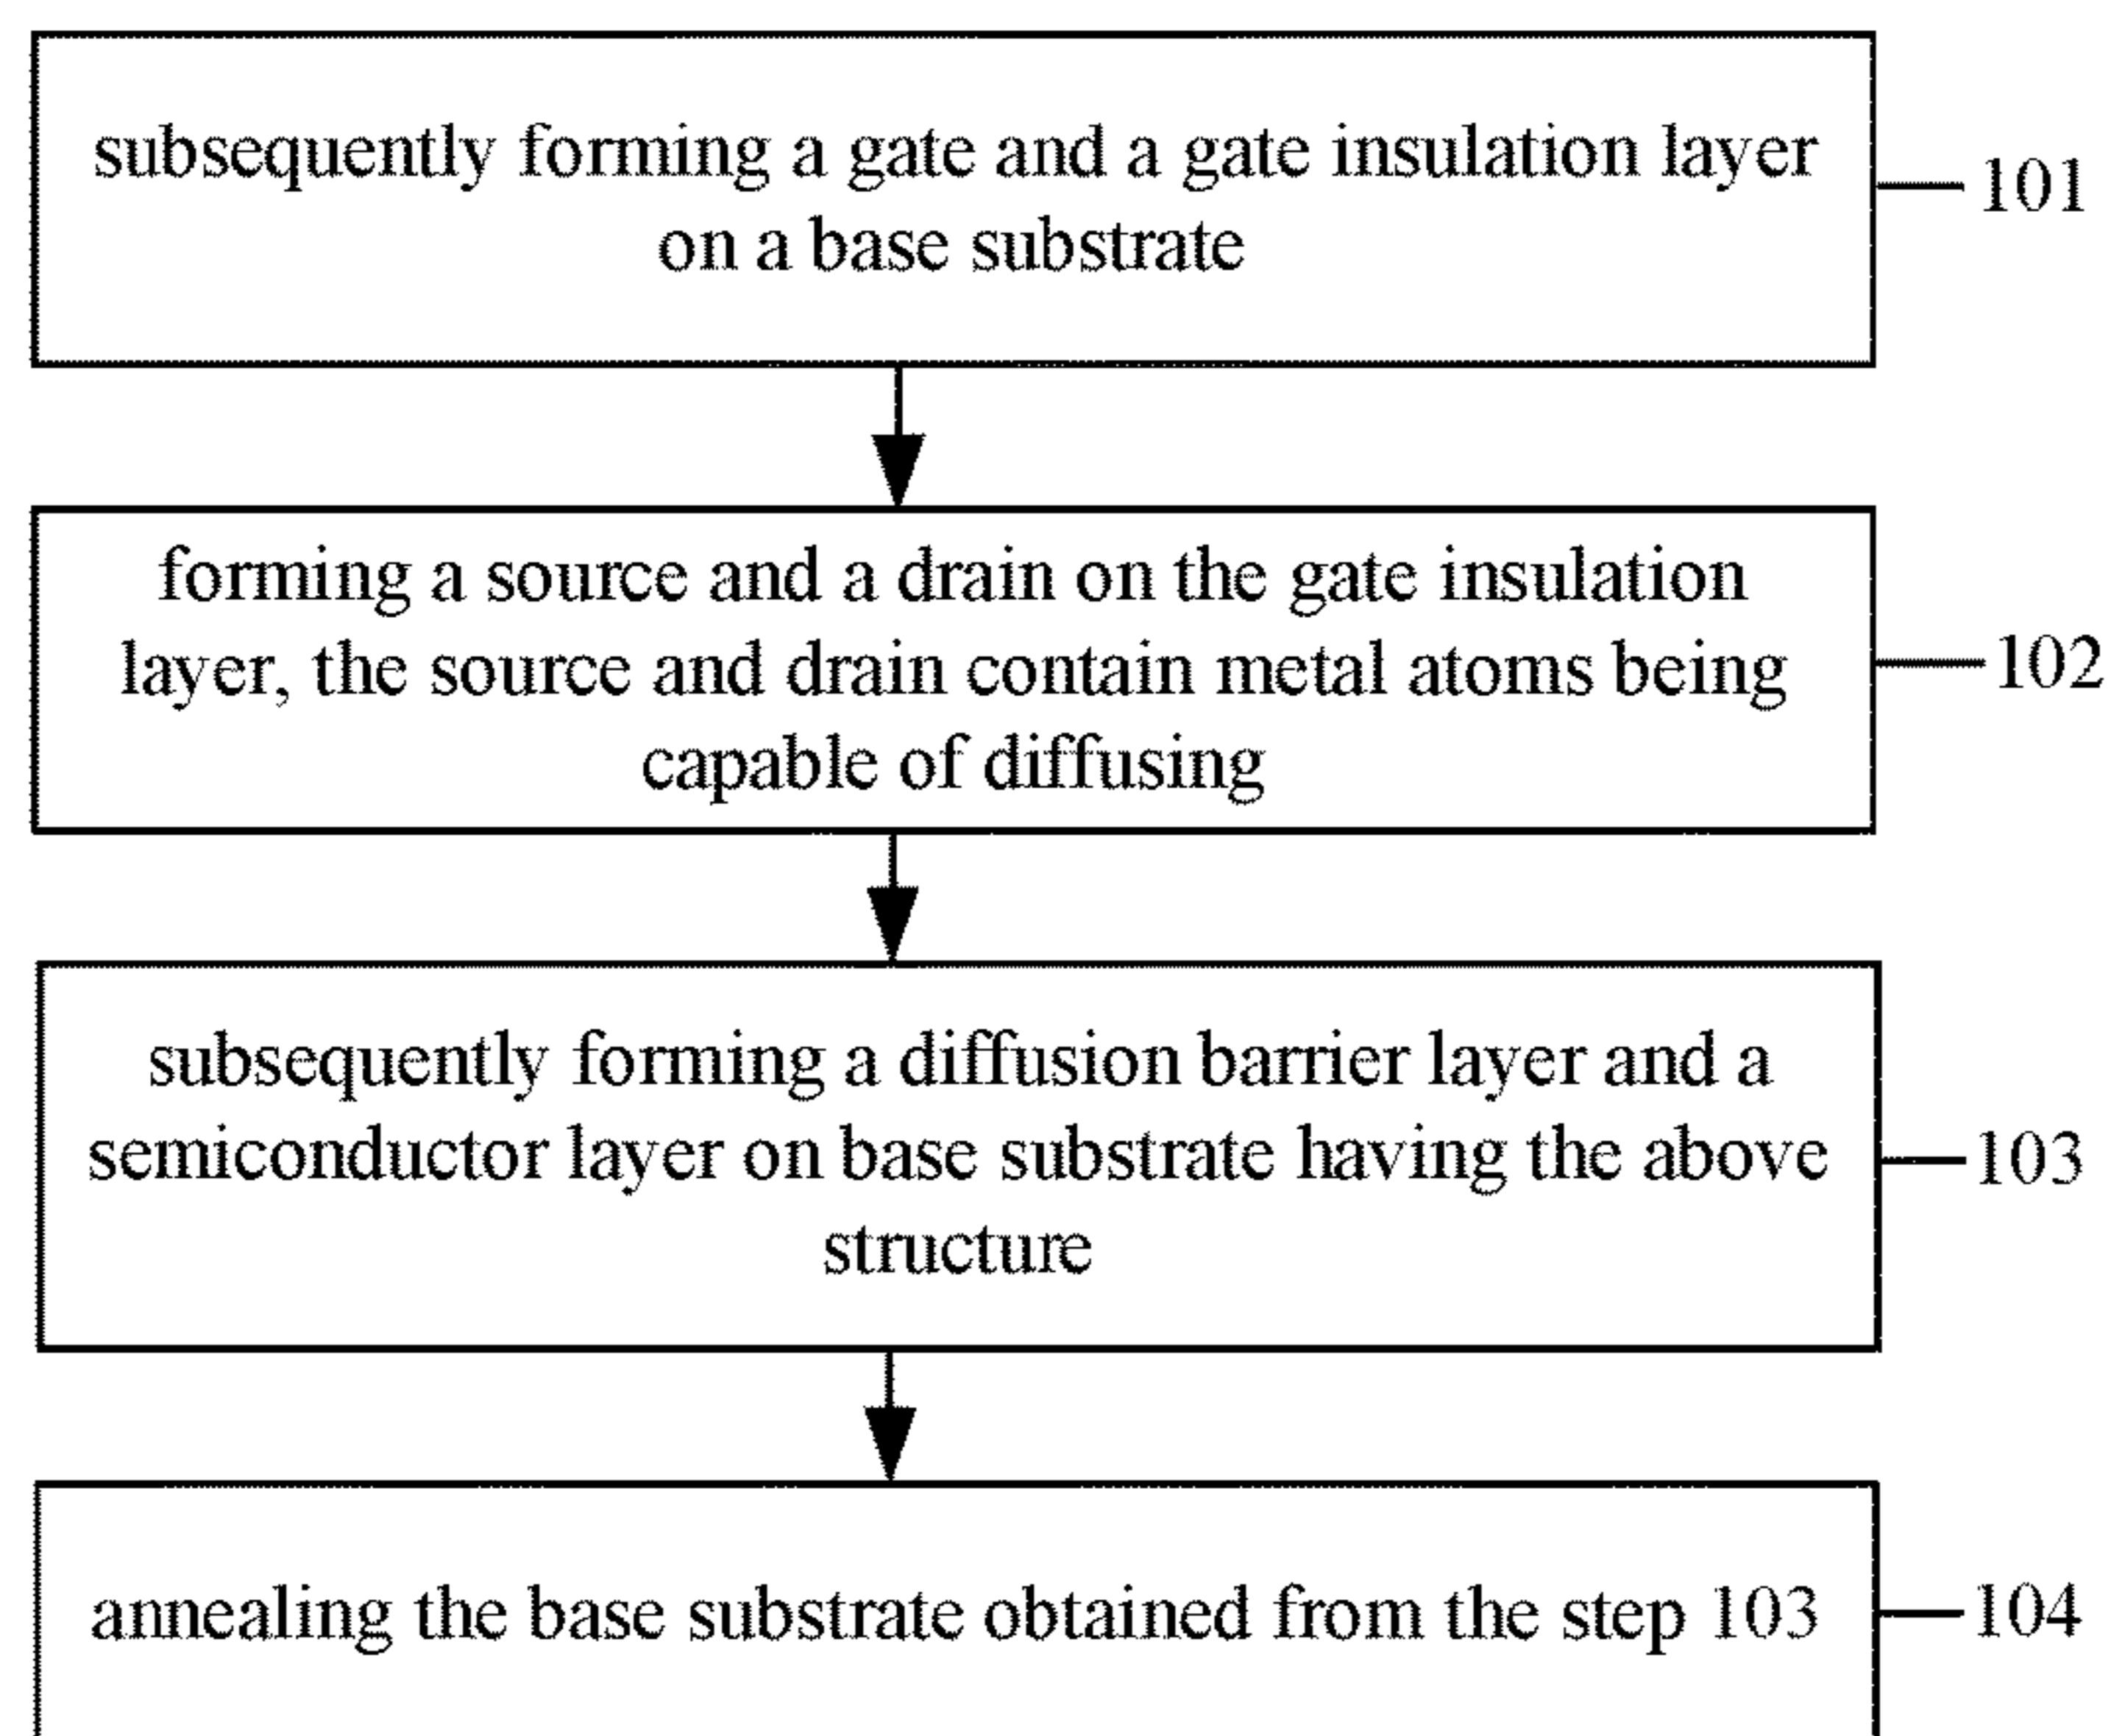 subsequently forming a gate and a gate insulation layer
on a base substrate
101
forming a source and a drain on the gate insulation
layer, the source and drain contain metal atoms being
capable of diffusing
102
subsequently forming a diffusion barrier layer and a
semiconductor layer on base substrate having the above
structure
103
annealing the base substrate obtained from the step 103
104